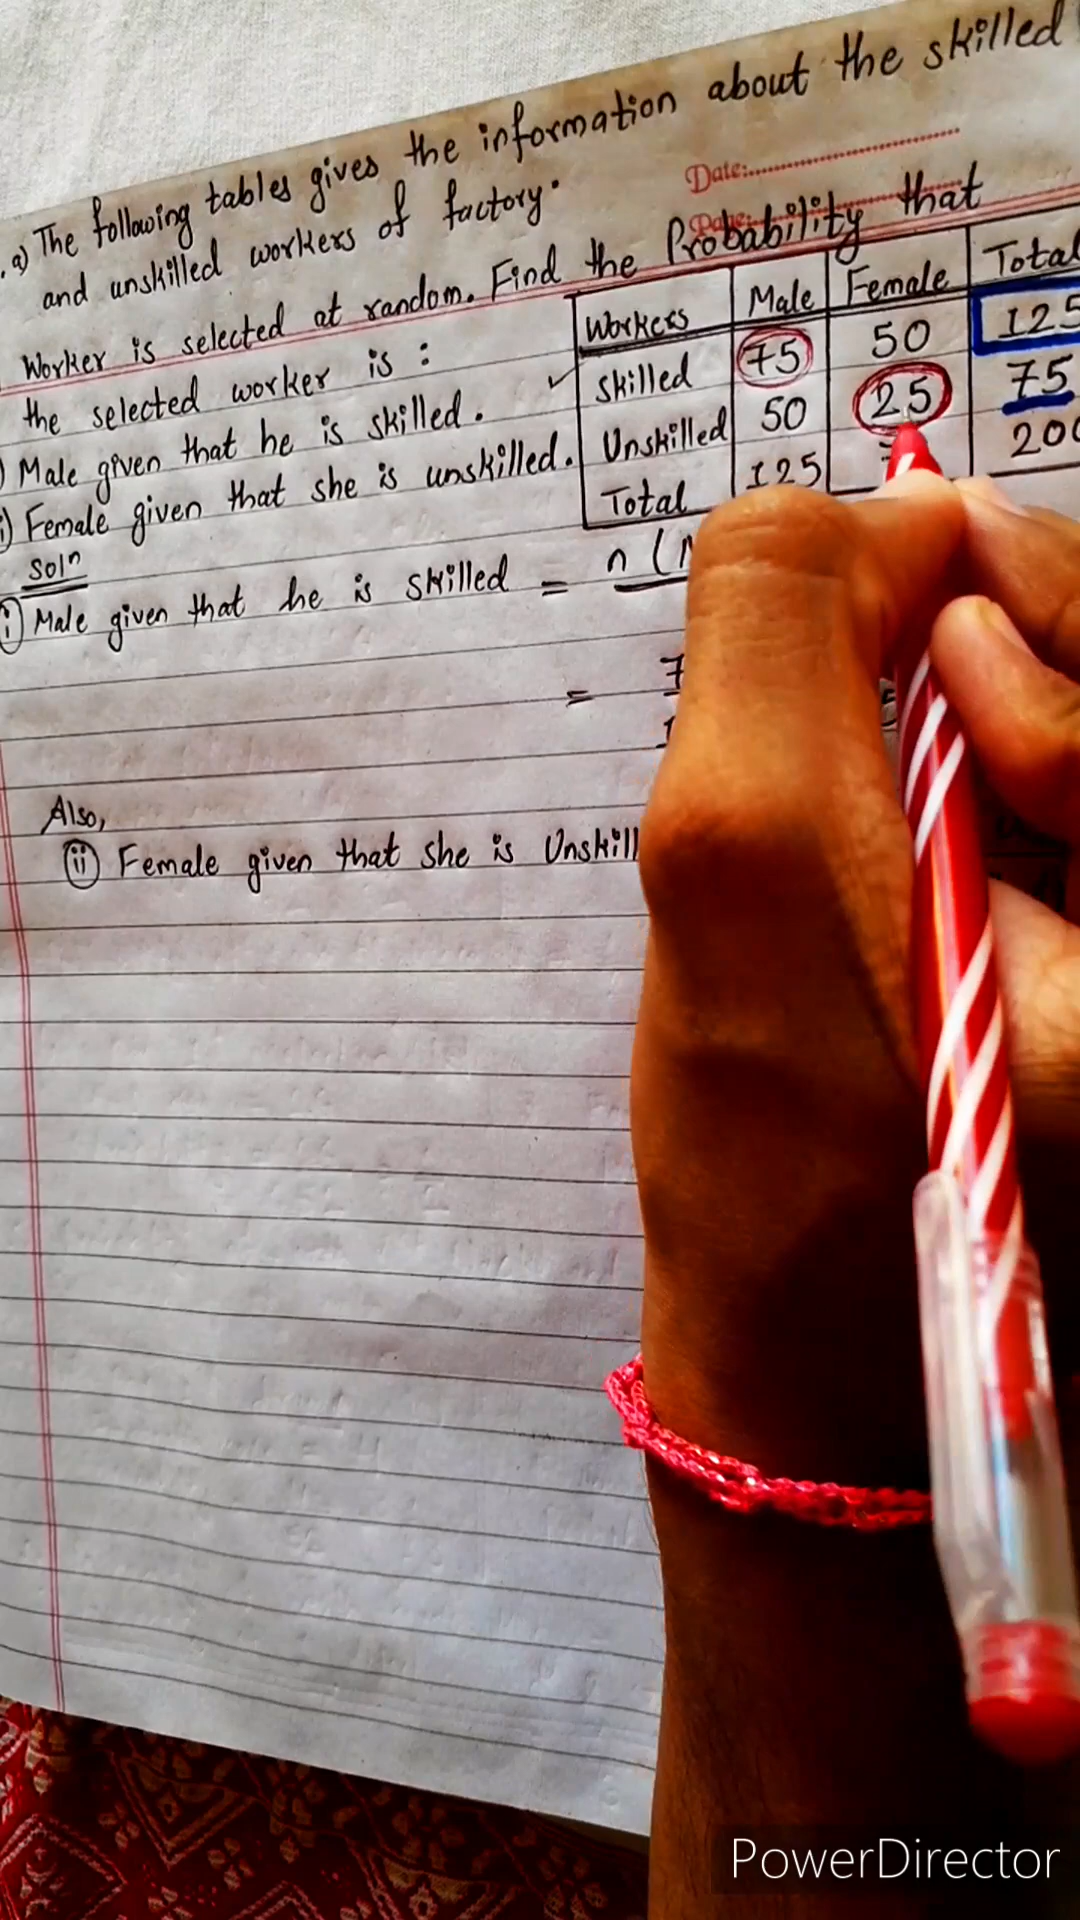 a) The following tables gives the information about the skilled
and unskilled workers of factory.
Date:
Worker is selected at random. Find the Probability that
the selected worker is :
) Male given that he is skilled.
i) Female given that she is unskilled.
Workers Male Female Total
Skilled 75 50 125
Unskilled 50 25 75
Total 125 200
Soln
i) Male given that he is skilled = n(
=
Also,
ii) Female given that she is Unskill
PowerDirector